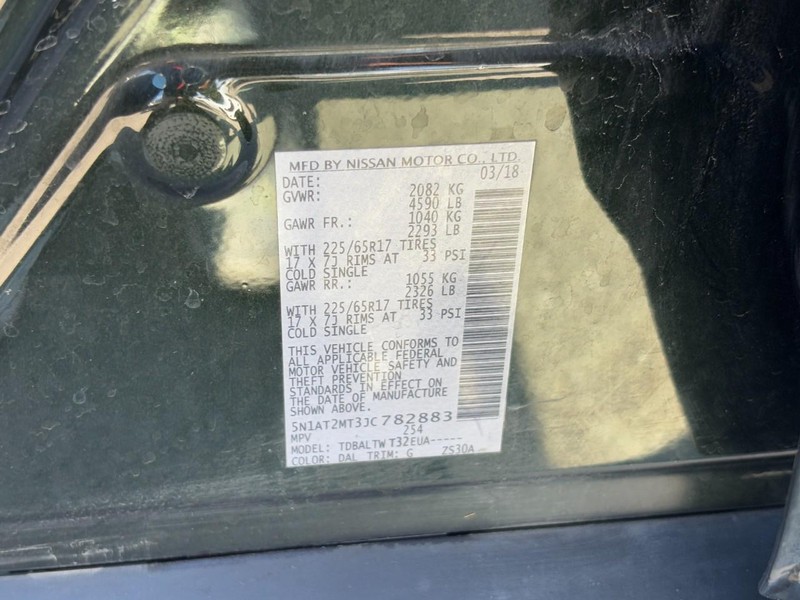 MFD BY NISSAN MOTOR CO., LTD.
DATE: 03/18
GVWR: 2082 KG
4590 LB
GAWR FR.: 1040 KG
2293 LB
WITH 225/65R17 TIRES
17 X 7J RIMS AT 33 PSI
COLD SINGLE
GAWR RR.: 1055 KG
2326 LB
WITH 225/65R17 TIRES
17 X 7J RIMS AT 33 PSI
COLD SINGLE
THIS VEHICLE CONFORMS TO
ALL APPLICABLE FEDERAL
MOTOR VEHICLE SAFETY AND
THEFT PREVENTION
STANDARDS IN EFFECT ON
THE DATE OF MANUFACTURE
SHOWN ABOVE.
5N1AT2MT3JC782883
MPV 254
MODEL: TDBALTW T32EUA-----
COLOR: DAL TRIM: G ZS30A-